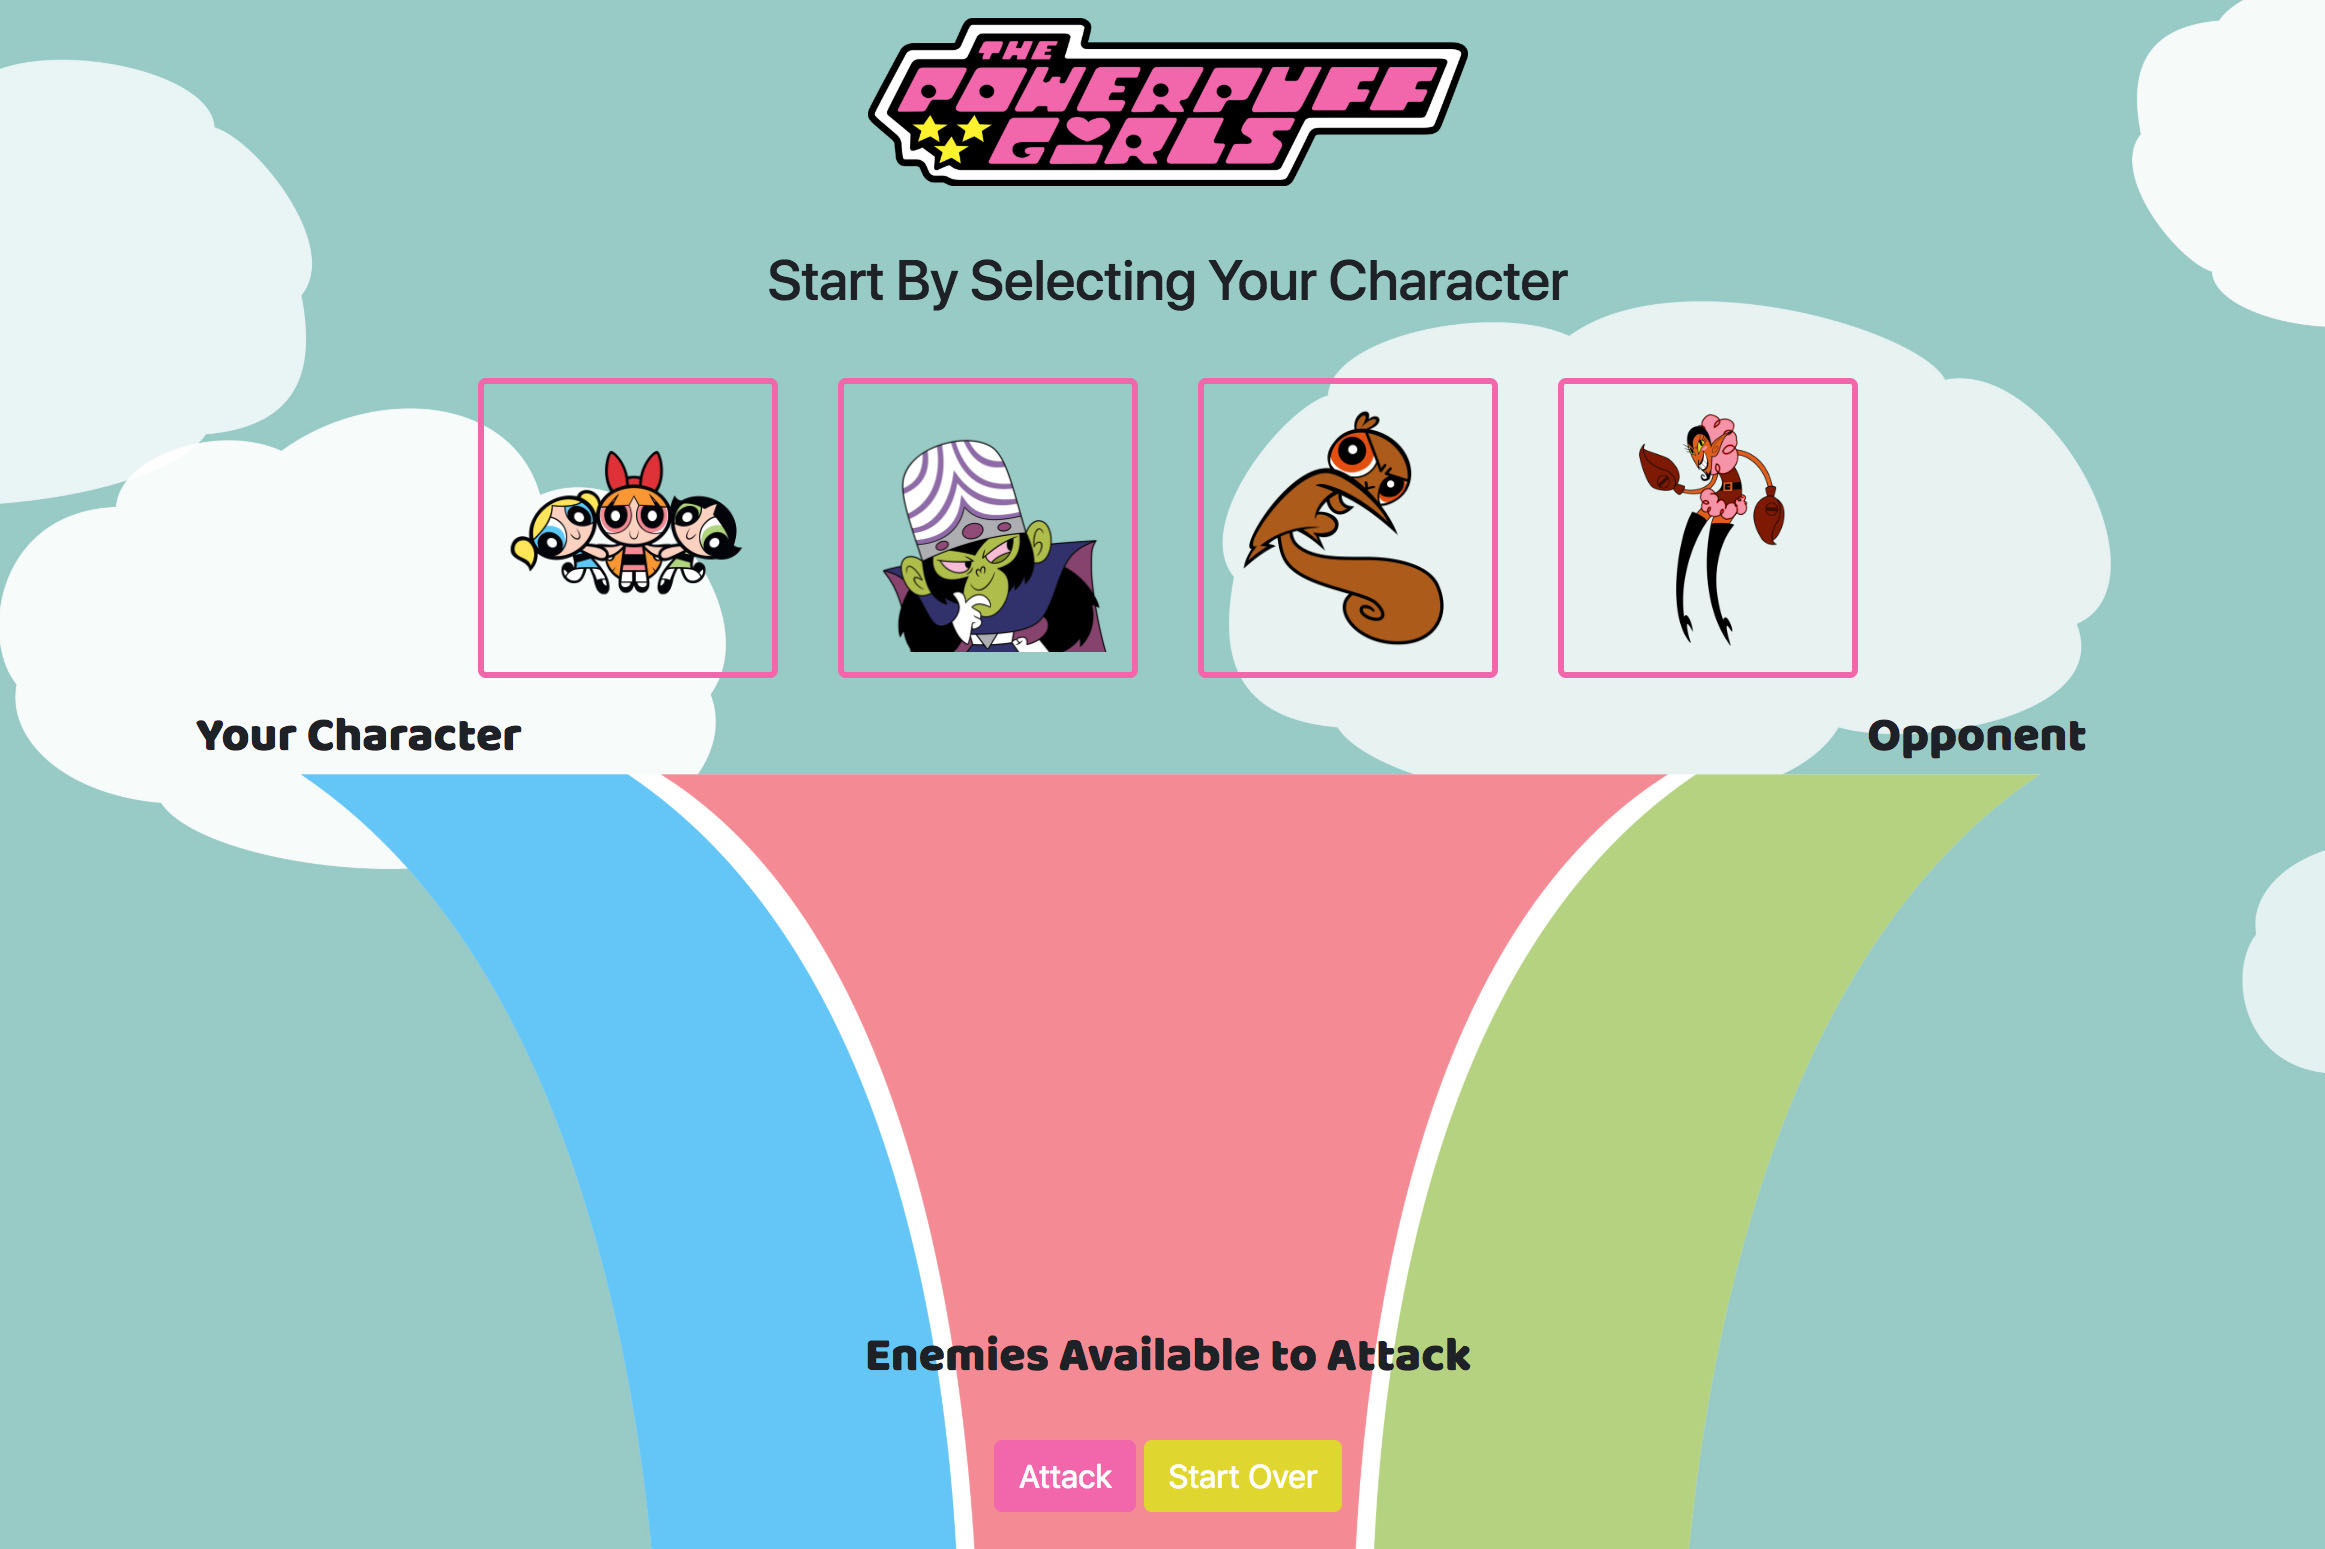 THE
POWERPUFF
GIRLS
Start By Selecting Your Character
Your Character
Opponent
Enemies Available to Attack
Attack
Start Over